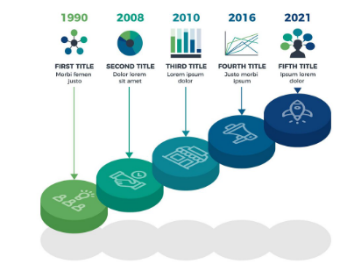 1990 2008 2010 2016 2021
FIRST TITLE SECOND TITLE THIRD TITLE FOURTH TITLE FIFTH TITLE
Morbi famen Dolor lorem Lorem ipsum Justo morbi Ipsum lorem
justo sit amet dolor ipsum dolor